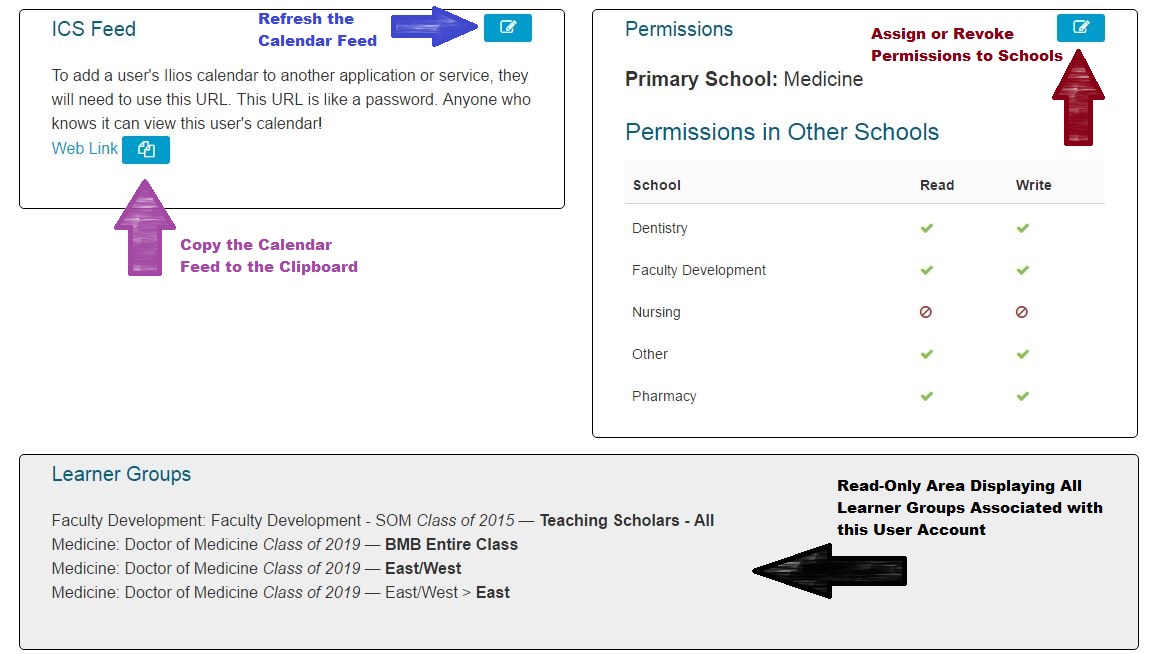 ICS Feed
Refresh the
Calendar Feed
To add a user's Ilios calendar to another application or service, they
will need to use this URL. This URL is like a password. Anyone who
knows it can view this user's calendar!
Web Link
Copy the Calendar
Feed to the Clipboard
Permissions
Assign or Revoke
Permissions to Schools
Primary School: Medicine
Permissions in Other Schools
School Read Write
Dentistry
Faculty Development
Nursing
Other
Pharmacy
Learner Groups
Faculty Development: Faculty Development - SOM Class of 2015 — Teaching Scholars - All
Medicine: Doctor of Medicine Class of 2019 — BMB Entire Class
Medicine: Doctor of Medicine Class of 2019 — East/West
Medicine: Doctor of Medicine Class of 2019 — East/West > East
Read-Only Area Displaying All
Learner Groups Associated with
this User Account